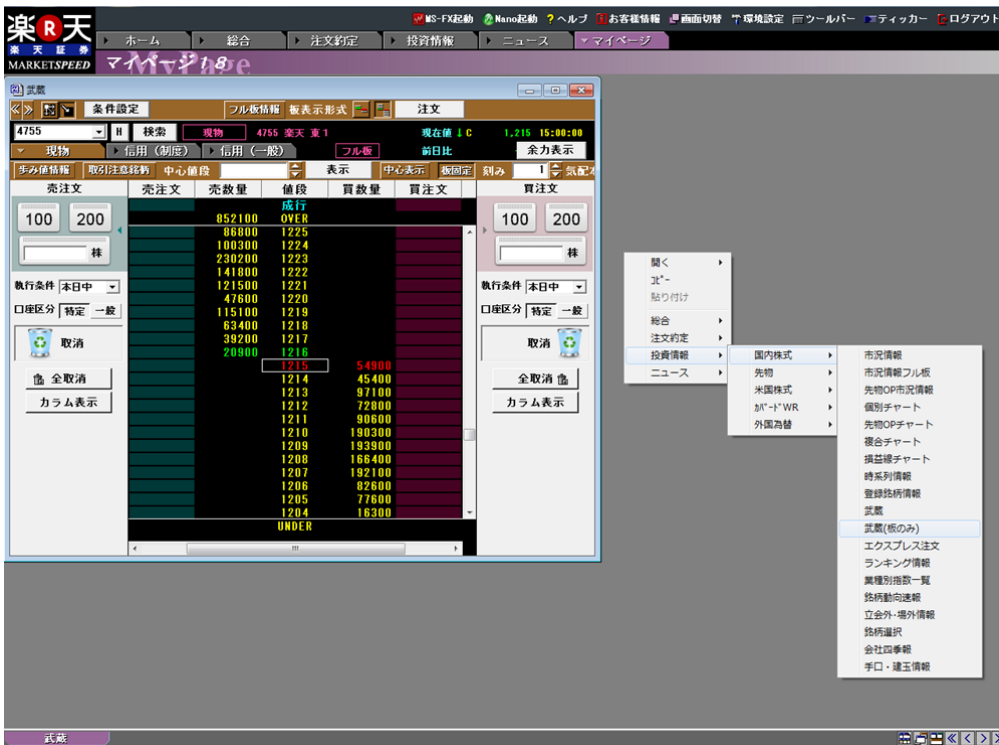 MS-FX起動 Nano起動 ?ヘルプ お客様情報 画面切替 環境設定 ツールバー ティッカー ログアウト
楽R天
楽天証券
MARKETSPEED
ホーム 総合 注文約定 投資情報 ニュース マイページ
マイページ18
MyPage
武蔵
条件設定 フル板情報 板表示形式 注文
4755 H 検索 現物 4755 楽天 東1 現在値 ↓ C 1,215 15:00:00
現物 信用(制度) 信用(一般) フル板 前日比 余力表示
歩み値情報 取引注意銘柄 中心値段 表示 中心表示 板固定 刻み 1 気配本
売注文 売注文 売数量 値段 買数量 買注文 買注文
成行
852100 OVER
86800 1225
100300 1224
230200 1223
141800 1222
121500 1221
47600 1220
115100 1219
63400 1218
39200 1217
20900 1216
1215 54900
1214 45400
1213 97100
1212 72800
1211 90600
1210 190300
1209 193900
1208 166400
1207 192100
1206 82600
1205 77600
1204 16300
UNDER
100 200
株
執行条件 本日中
口座区分 特定 一般
取消
全取消
カラム表示
100 200
株
執行条件 本日中
口座区分 特定 一般
取消
全取消
カラム表示
開く
コピー
貼り付け
総合
注文約定
投資情報
ニュース
国内株式
先物
米国株式
カバードWR
外国為替
市況情報
市況情報フル板
先物OP市況情報
個別チャート
先物OPチャート
複合チャート
損益線チャート
時系列情報
登録銘柄情報
武蔵
武蔵(板のみ)
エクスプレス注文
ランキング情報
業種別指数一覧
銘柄動向速報
立会外・場外情報
銘柄選択
会社四季報
手口・建玉情報
武蔵